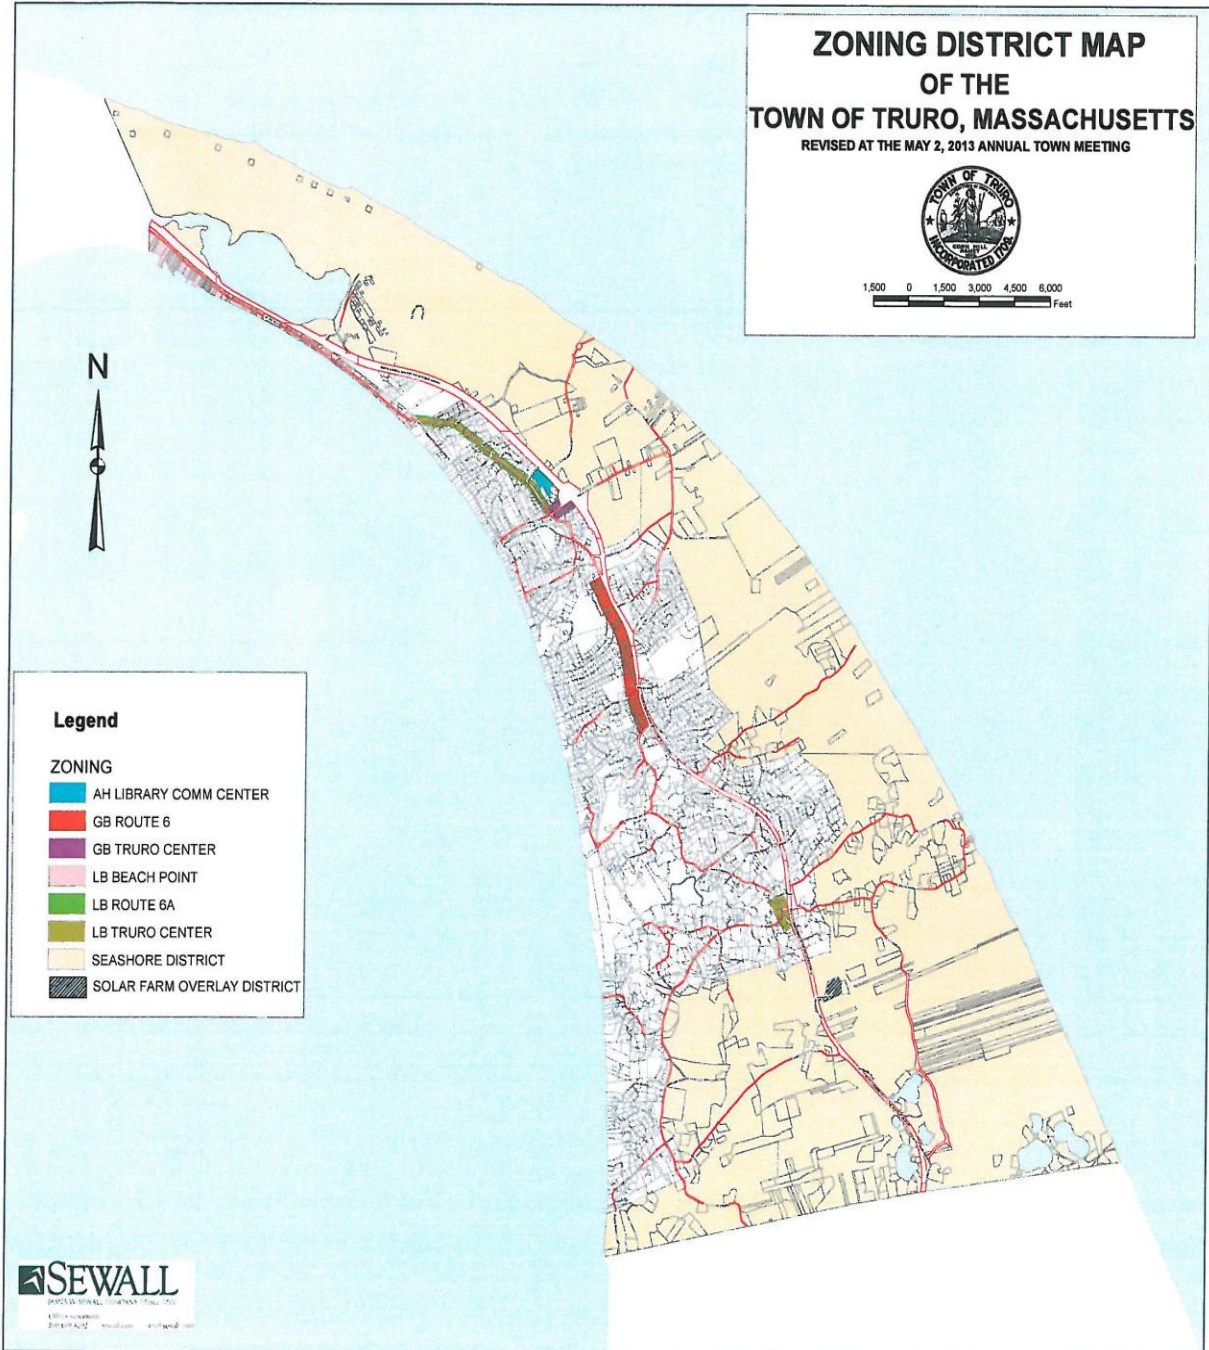 ZONING DISTRICT MAP
OF THE
TOWN OF TRURO, MASSACHUSETTS
REVISED AT THE MAY 2, 2013 ANNUAL TOWN MEETING
TOWN OF TRURO
CORN HILL
INCORPORATED 1709
1,500 0 1,500 3,000 4,500 6,000
Feet
N
Legend
ZONING
AH LIBRARY COMM CENTER
GB ROUTE 6
GB TRURO CENTER
LB BEACH POINT
LB ROUTE 6A
LB TRURO CENTER
SEASHORE DISTRICT
SOLAR FARM OVERLAY DISTRICT
SEWALL